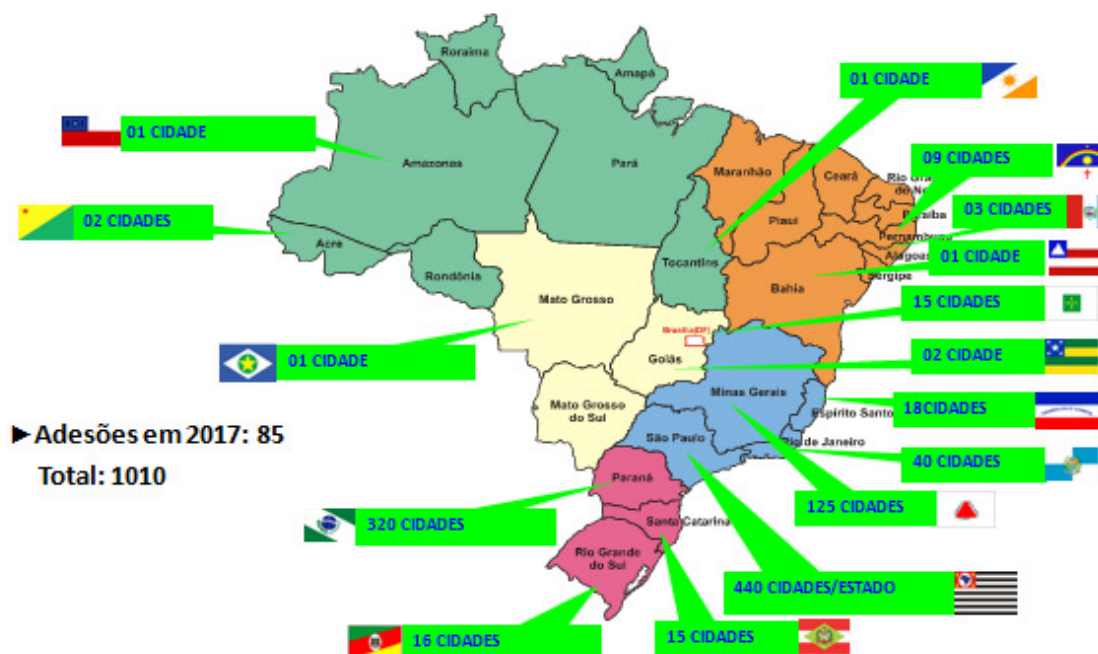 Roraima
Amapá
01 CIDADE
01 CIDADE
Amazonas
Pará
Maranhão
Ceará
09 CIDADES
02 CIDADES
Piauí
03 CIDADES
Pernambuco
Acre
Rondônia
Tocantins
Alagoas
01 CIDADE
Sergipe
Bahia
Mato Grosso
15 CIDADES
Brasília(DF)
01 CIDADE
Goiás
02 CIDADE
Minas Gerais
Mato Grosso
do Sul
18CIDADES
Espírito Santo
São Paulo
Rio de Janeiro
40 CIDADES
►Adesões em 2017: 85
Total: 1010
Paraná
125 CIDADES
320 CIDADES
Santa Catarina
Rio Grande
do Sul
440 CIDADES/ESTADO
16 CIDADES
15 CIDADES